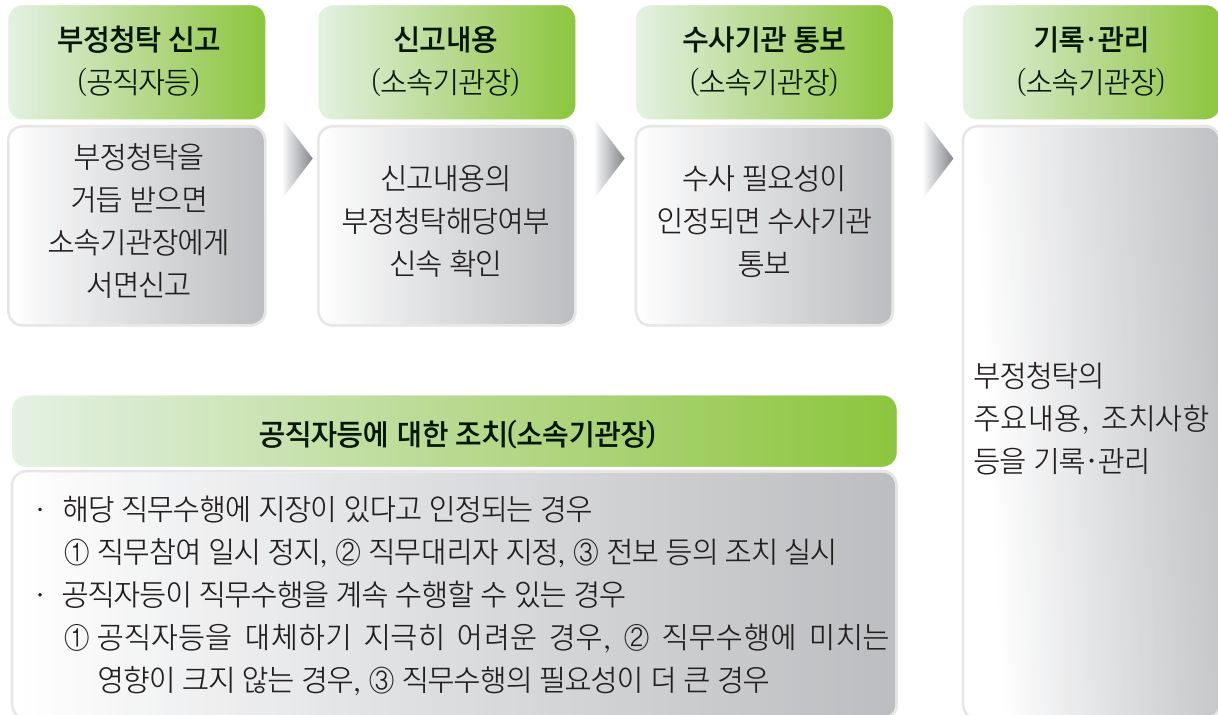 부정청탁 신고
(공직자등)
부정청탁을
거듭 받으면
소속기관장에게
서면신고
신고내용
(소속기관장)
신고내용의
부정청탁해당여부
신속 확인
수사기관 통보
(소속기관장)
수사 필요성이
인정되면 수사기관
통보
기록·관리
(소속기관장)
부정청탁의
주요내용, 조치사항
등을 기록·관리
공직자등에 대한 조치(소속기관장)
· 해당 직무수행에 지장이 있다고 인정되는 경우
① 직무참여 일시 정지, ② 직무대리자 지정, ③ 전보 등의 조치 실시
· 공직자등이 직무수행을 계속 수행할 수 있는 경우
① 공직자등을 대체하기 지극히 어려운 경우, ② 직무수행에 미치는
영향이 크지 않는 경우, ③ 직무수행의 필요성이 더 큰 경우